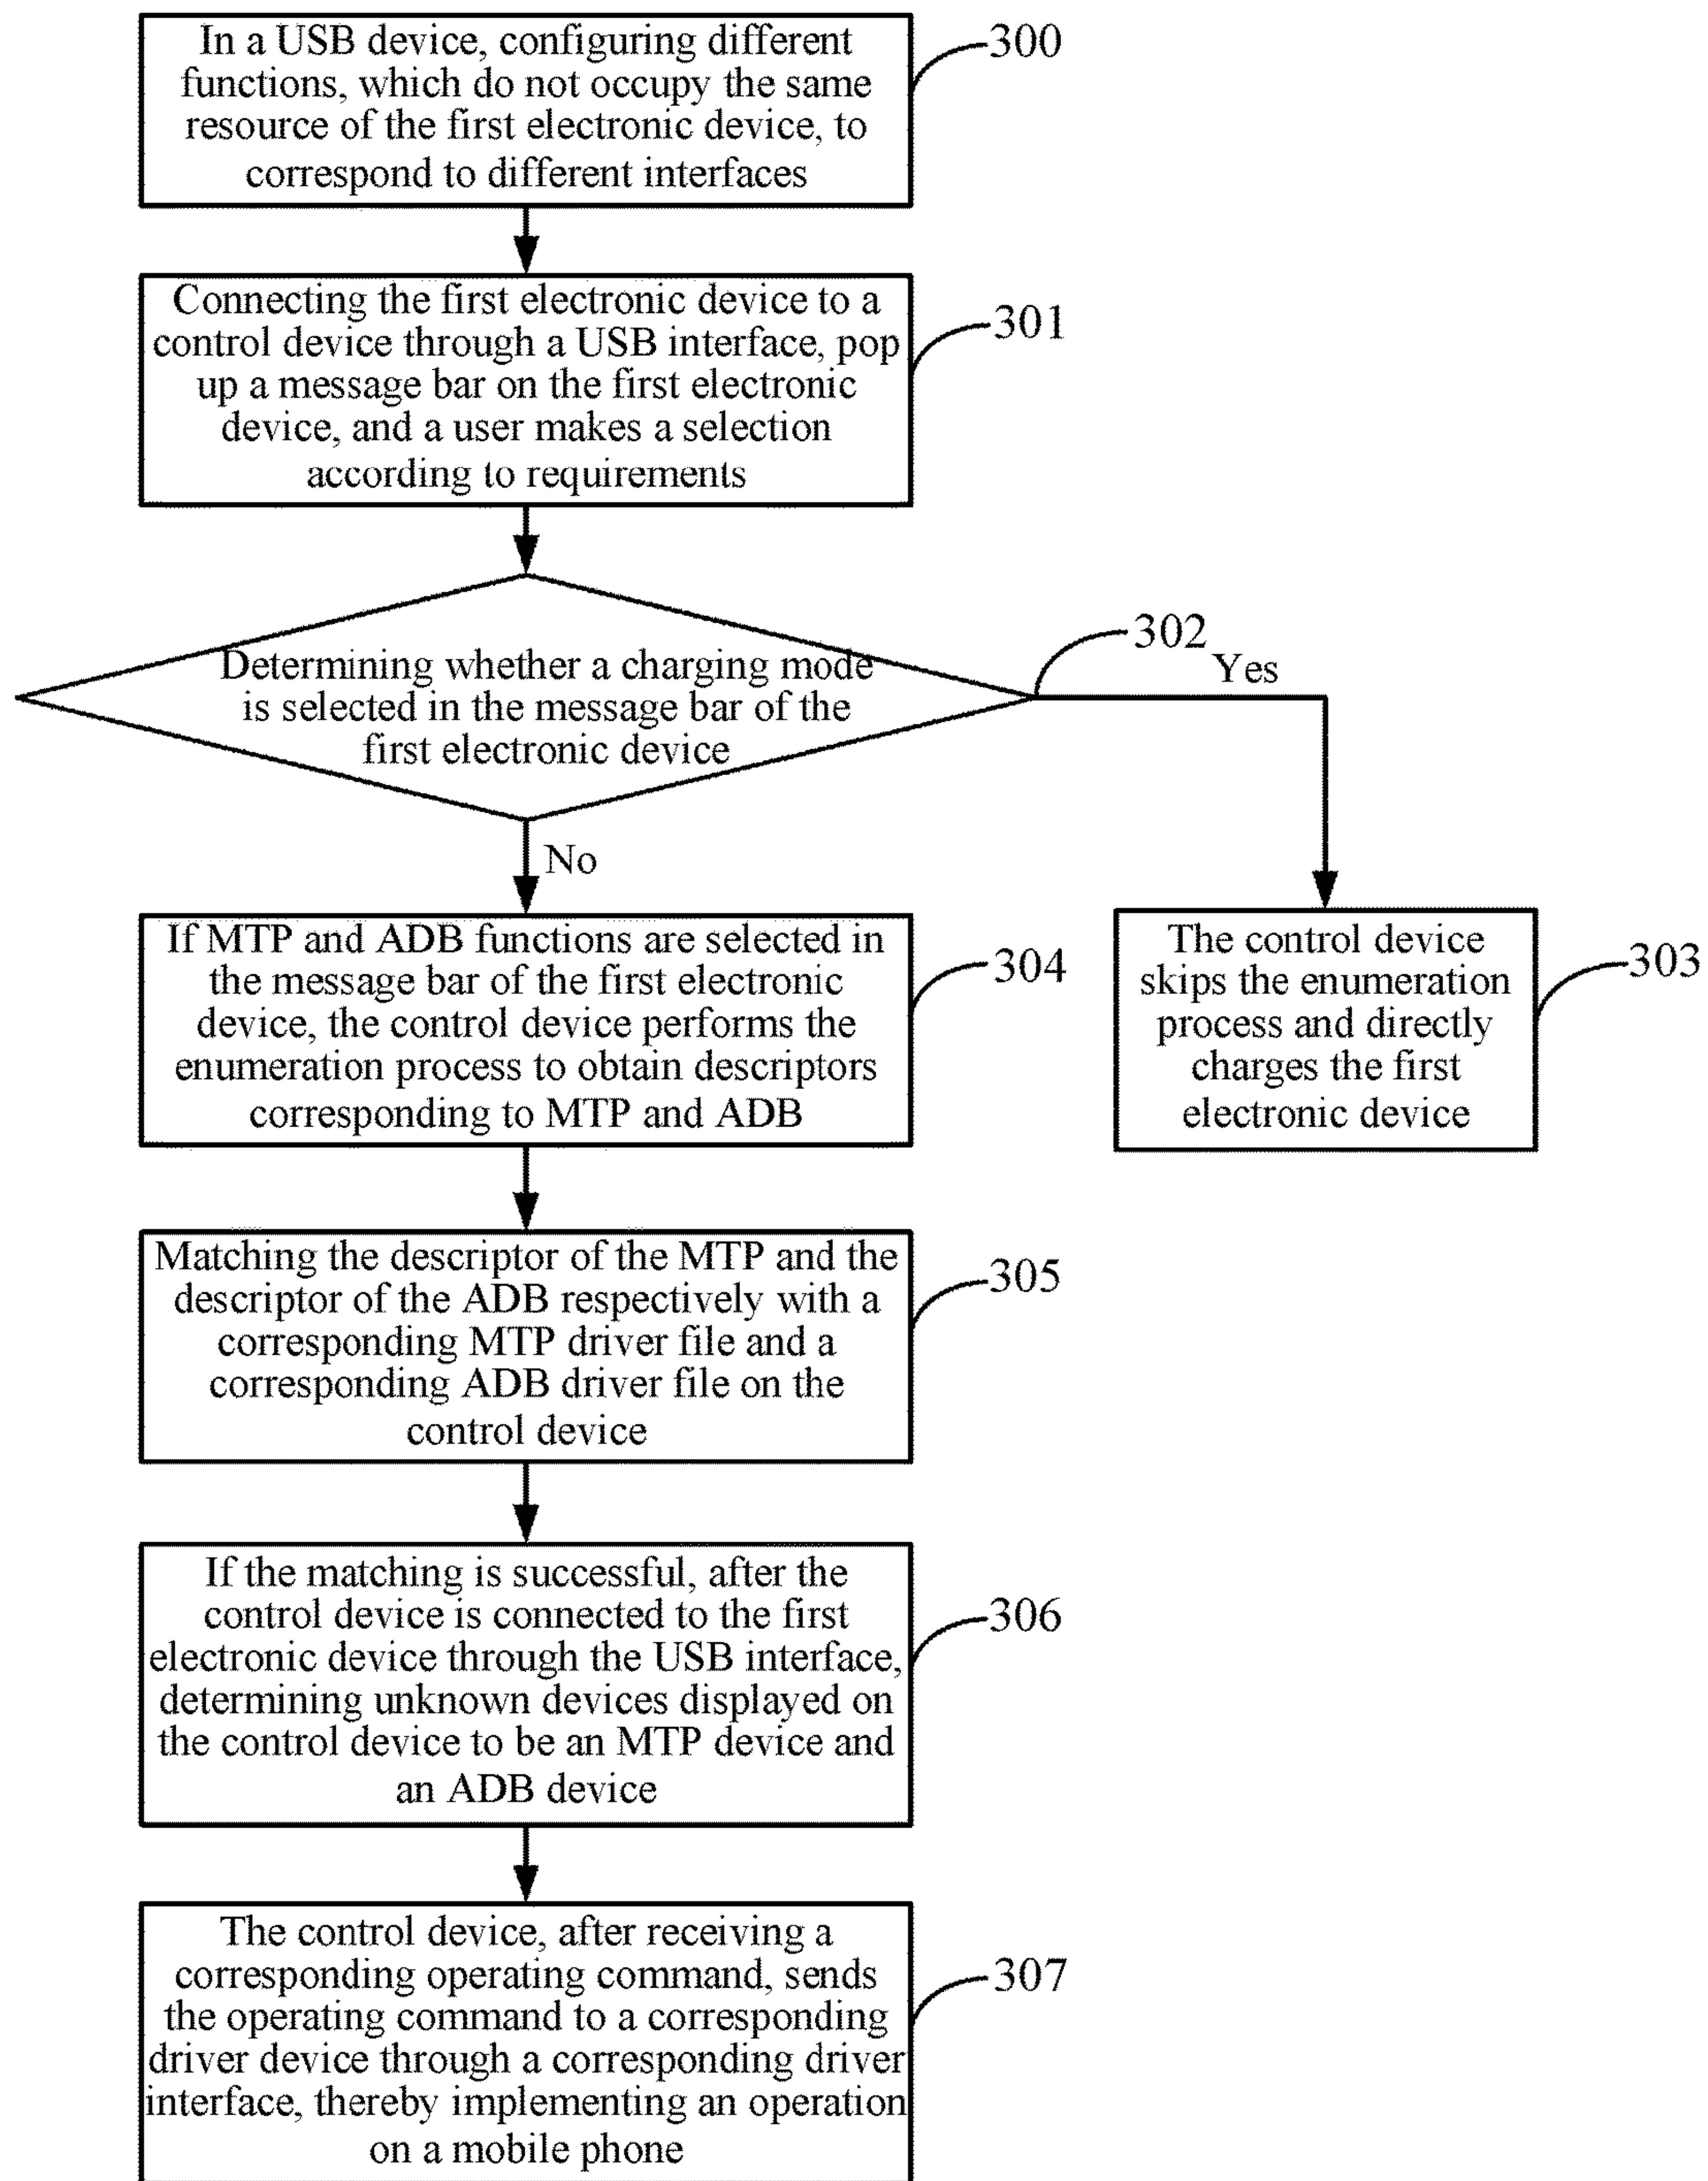 In a USB device, configuring different
functions, which do not occupy the same
resource of the first electronic device, to
correspond to different interfaces
300
Connecting the first electronic device to a
control device through a USB interface, pop
up a message bar on the first electronic
device, and a user makes a selection
according to requirements
301
Determining whether a charging mode
is selected in the message bar of the
first electronic device
302
Yes
No
If MTP and ADB functions are selected in
the message bar of the first electronic
device, the control device performs the
enumeration process to obtain descriptors
corresponding to MTP and ADB
304
The control device
skips the enumeration
process and directly
charges the first
electronic device
303
Matching the descriptor of the MTP and the
descriptor of the ADB respectively with a
corresponding MTP driver file and a
corresponding ADB driver file on the
control device
305
If the matching is successful, after the
control device is connected to the first
electronic device through the USB interface,
determining unknown devices displayed on
the control device to be an MTP device and
an ADB device
306
The control device, after receiving a
corresponding operating command, sends
the operating command to a corresponding
driver device through a corresponding driver
interface, thereby implementing an operation
on a mobile phone
307